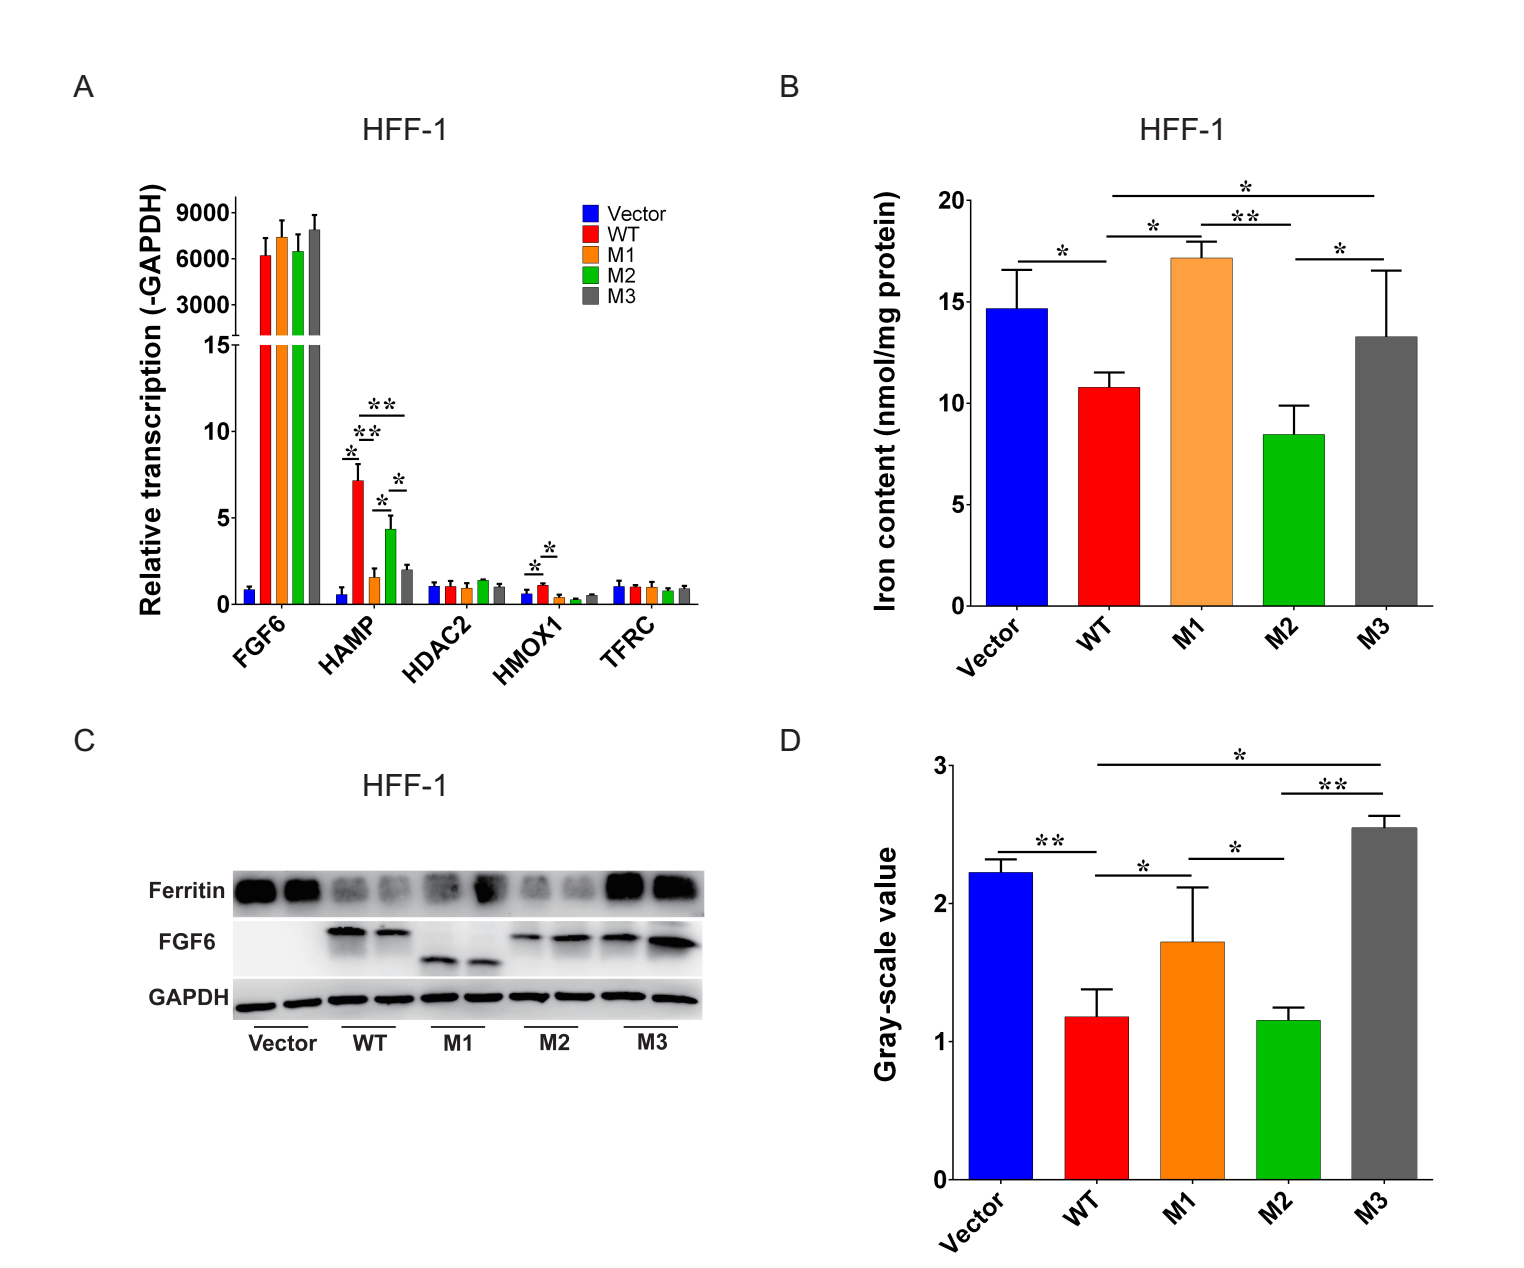 A
HFF-1
Relative transcription (-GAPDH)
9000
6000
3000
15
10
5
0
Vector
WT
M1
M2
M3
*
**
**
*
*
*
*
FGF6
HAMP
HDAC2
HMOX1
TFRC
B
HFF-1
Iron content (nmol/mg protein)
20
15
10
5
0
*
*
*
**
*
Vector
WT
M1
M2
M3
C
HFF-1
Ferritin
FGF6
GAPDH
Vector
WT
M1
M2
M3
D
Gray-scale value
3
2
1
0
**
*
*
**
*
Vector
WT
M1
M2
M3